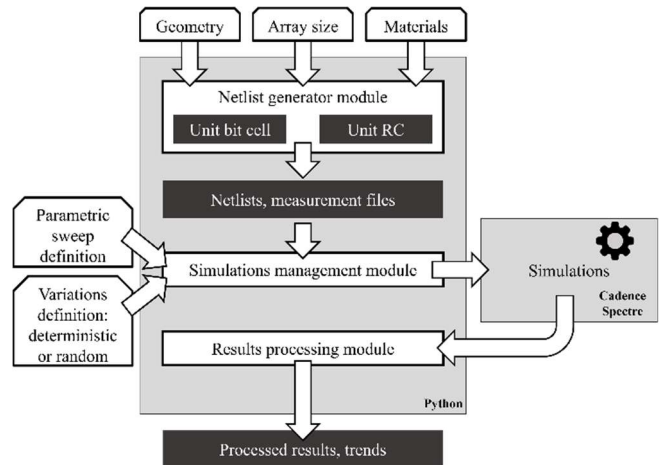 Geometry
Array size
Materials
Netlist generator module
Unit bit cell
Unit RC
Netlists, measurement files
Parametric
sweep
definition
Simulations management module
Simulations
Cadence
Spectre
Variations
definition:
deterministic
or random
Results processing module
Python
Processed results, trends